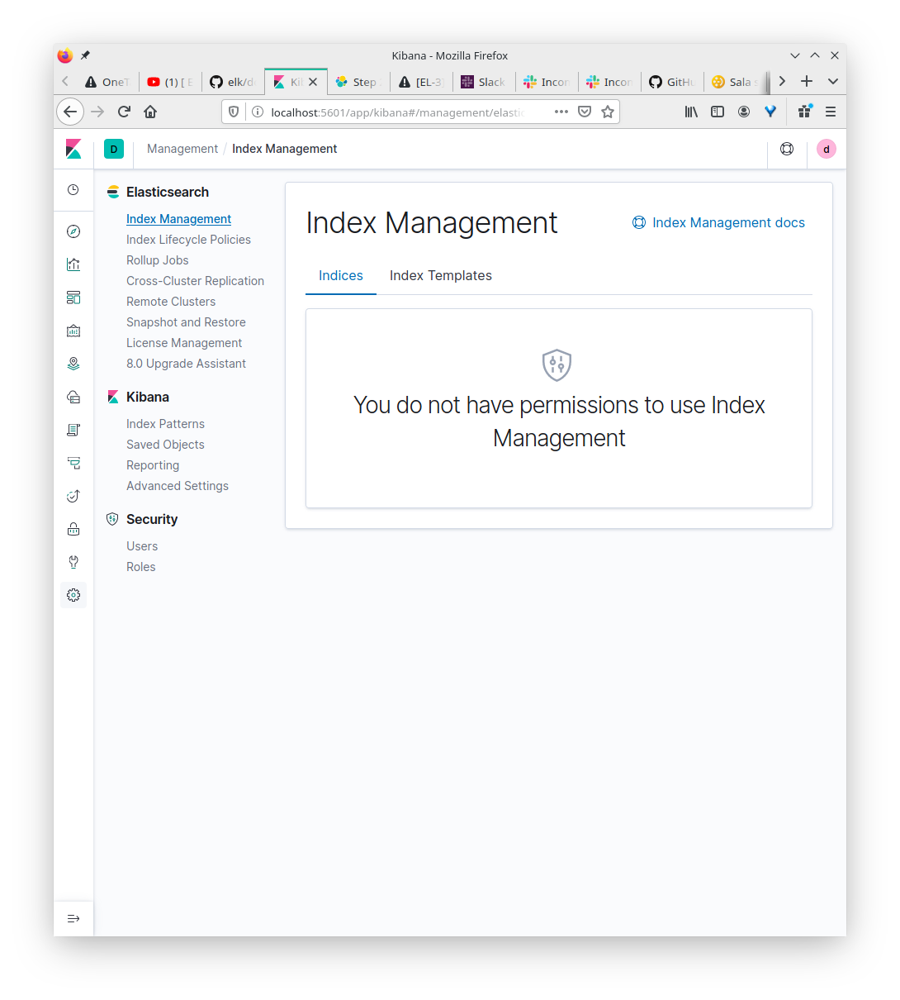 Kibana - Mozilla Firefox
OneT (1) [ E elk/d Kib Step [EL-3] Slack Incon Incon GitHu Sala s
localhost:5601/app/kibana#/management/elastic
D Management / Index Management d
Elasticsearch
Index Management
Index Lifecycle Policies
Rollup Jobs
Cross-Cluster Replication
Remote Clusters
Snapshot and Restore
License Management
8.0 Upgrade Assistant
Kibana
Index Patterns
Saved Objects
Reporting
Advanced Settings
Security
Users
Roles
Index Management
Index Management docs
Indices Index Templates
You do not have permissions to use Index
Management